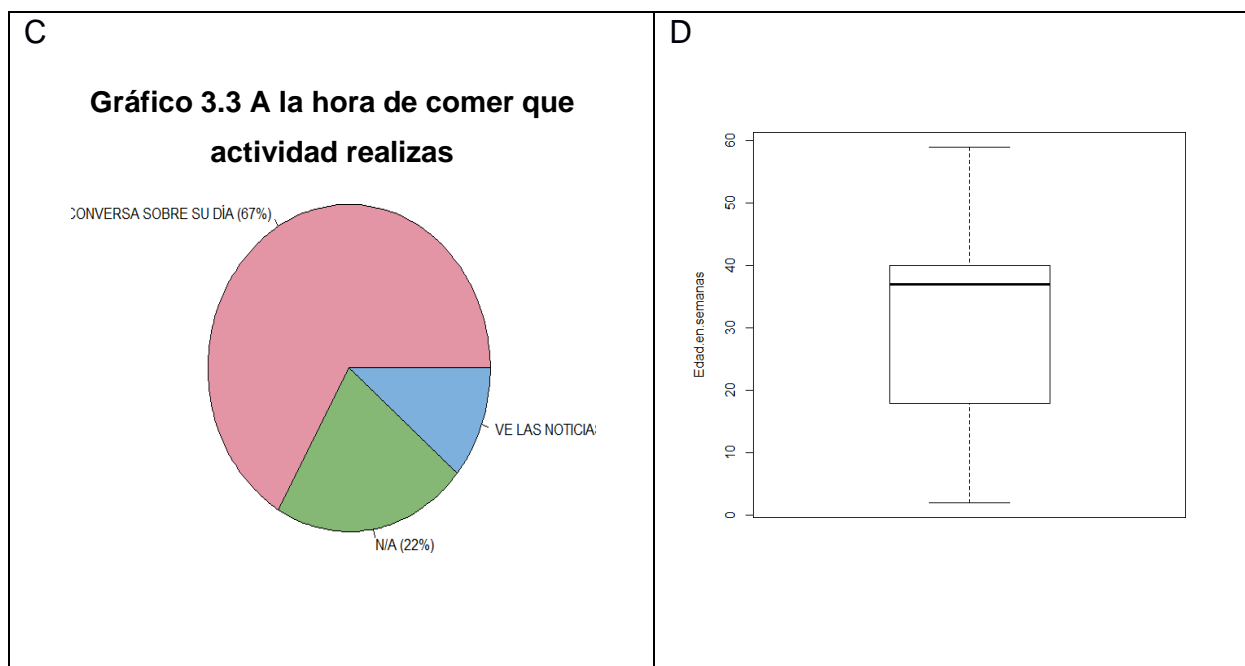 C
Gráfico 3.3 A la hora de comer que
actividad realizas
CONVERSA SOBRE SU DÍA (67%)
VE LAS NOTICIAS
N/A (22%)
D
Edad.en.semanas
60
50
40
30
20
10
0